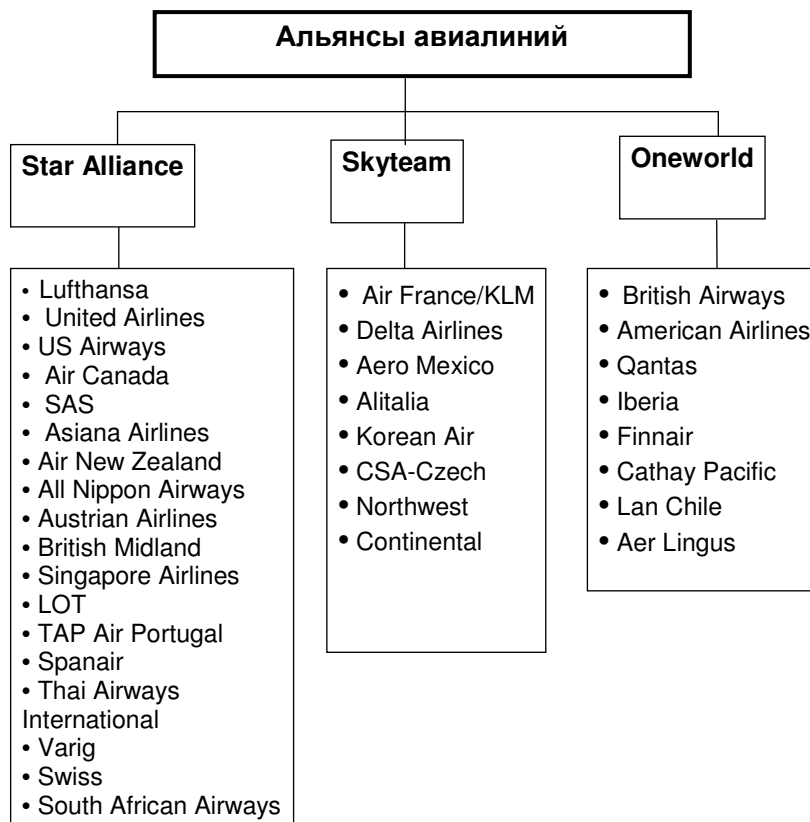 Альянсы авиалиний
Star Alliance
Skyteam
Oneworld
• Lufthansa
• United Airlines
• US Airways
• Air Canada
• SAS
• Asiana Airlines
• Air New Zealand
• All Nippon Airways
• Austrian Airlines
• British Midland
• Singapore Airlines
• LOT
• TAP Air Portugal
• Spanair
• Thai Airways
International
• Varig
• Swiss
• South African Airways
• Air France/KLM
• Delta Airlines
• Aero Mexico
• Alitalia
• Korean Air
• CSA-Czech
• Northwest
• Continental
• British Airways
• American Airlines
• Qantas
• Iberia
• Finnair
• Cathay Pacific
• Lan Chile
• Aer Lingus